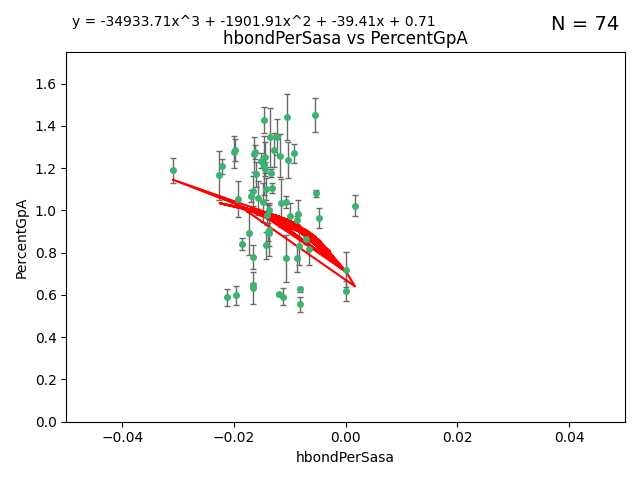 y = -34933.71x^3 + -1901.91x^2 + -39.41x + 0.71
N = 74
hbondPerSasa vs PercentGpA
PercentGpA
1.6
1.4
1.2
1.0
0.8
0.6
0.4
0.2
0.0
−0.04 −0.02 0.00 0.02 0.04
hbondPerSasa